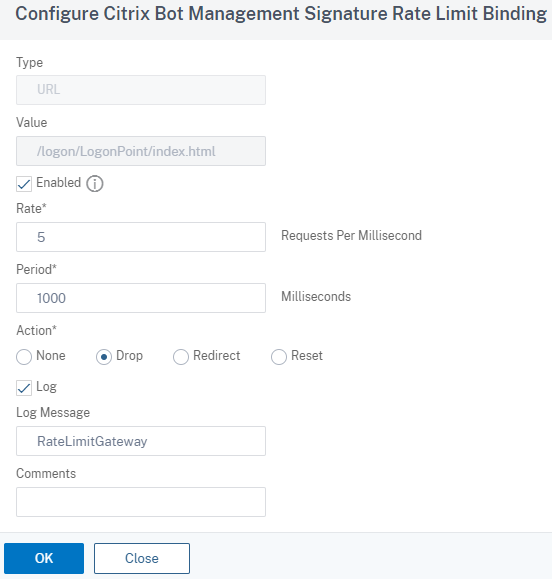 Configure Citrix Bot Management Signature Rate Limit Binding
Type
URL
Value
/logon/LogonPoint/index.html
Enabled
Rate*
5 Requests Per Millisecond
Period*
1000 Milliseconds
Action*
None Drop Redirect Reset
Log
Log Message
RateLimitGateway
Comments
OK Close